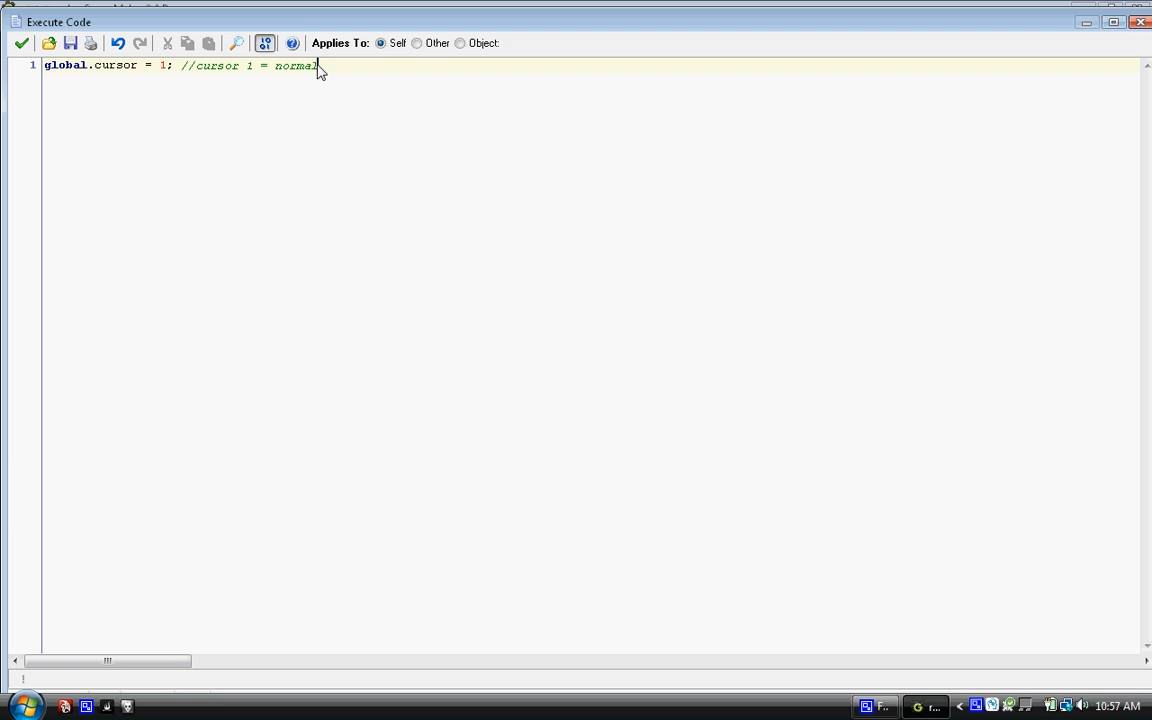 Execute Code
Applies To: Self Other Object:
1 global.cursor = 1; //cursor 1 = normal
!
F..
r...
10:57 AM